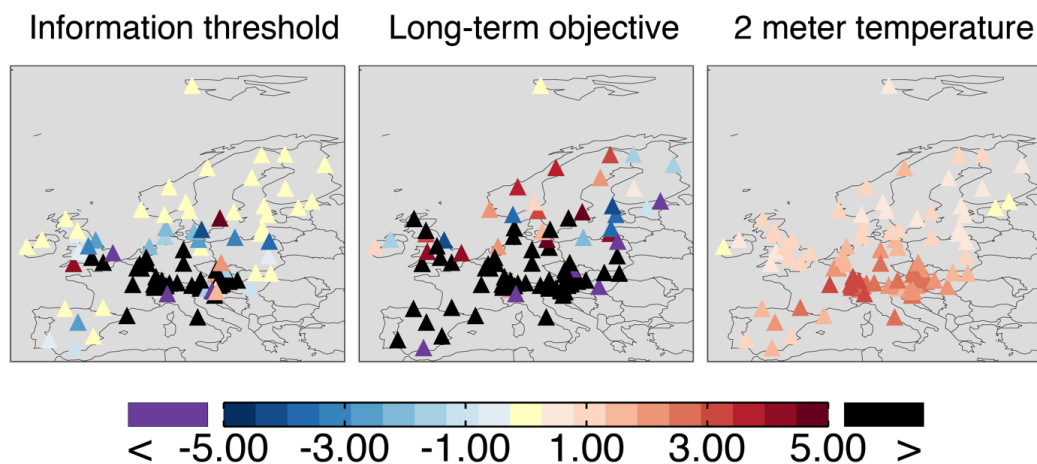 Information threshold Long-term objective 2 meter temperature
< -5.00 -3.00 -1.00 1.00 3.00 5.00 >